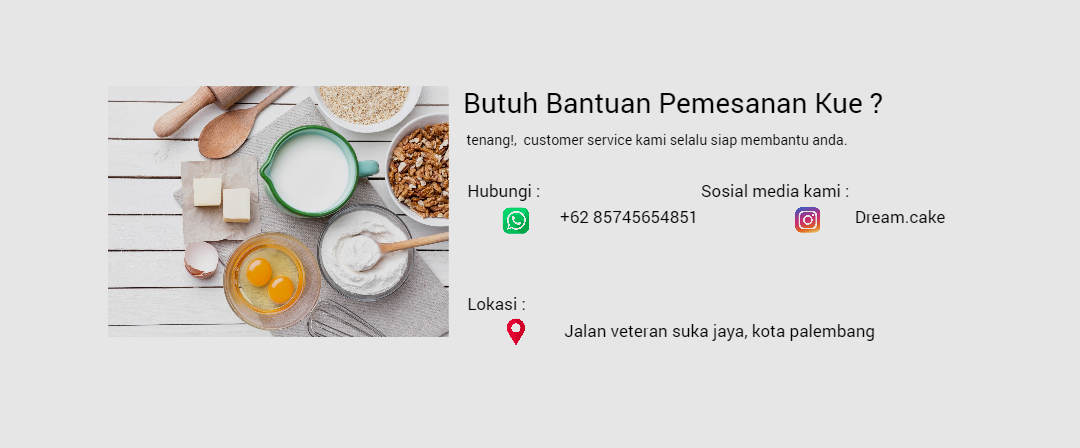 Butuh Bantuan Pemesanan Kue ?
tenang!, customer service kami selalu siap membantu anda.
Hubungi :
+62 85745654851
Sosial media kami :
Dream.cake
Lokasi :
Jalan veteran suka jaya, kota palembang